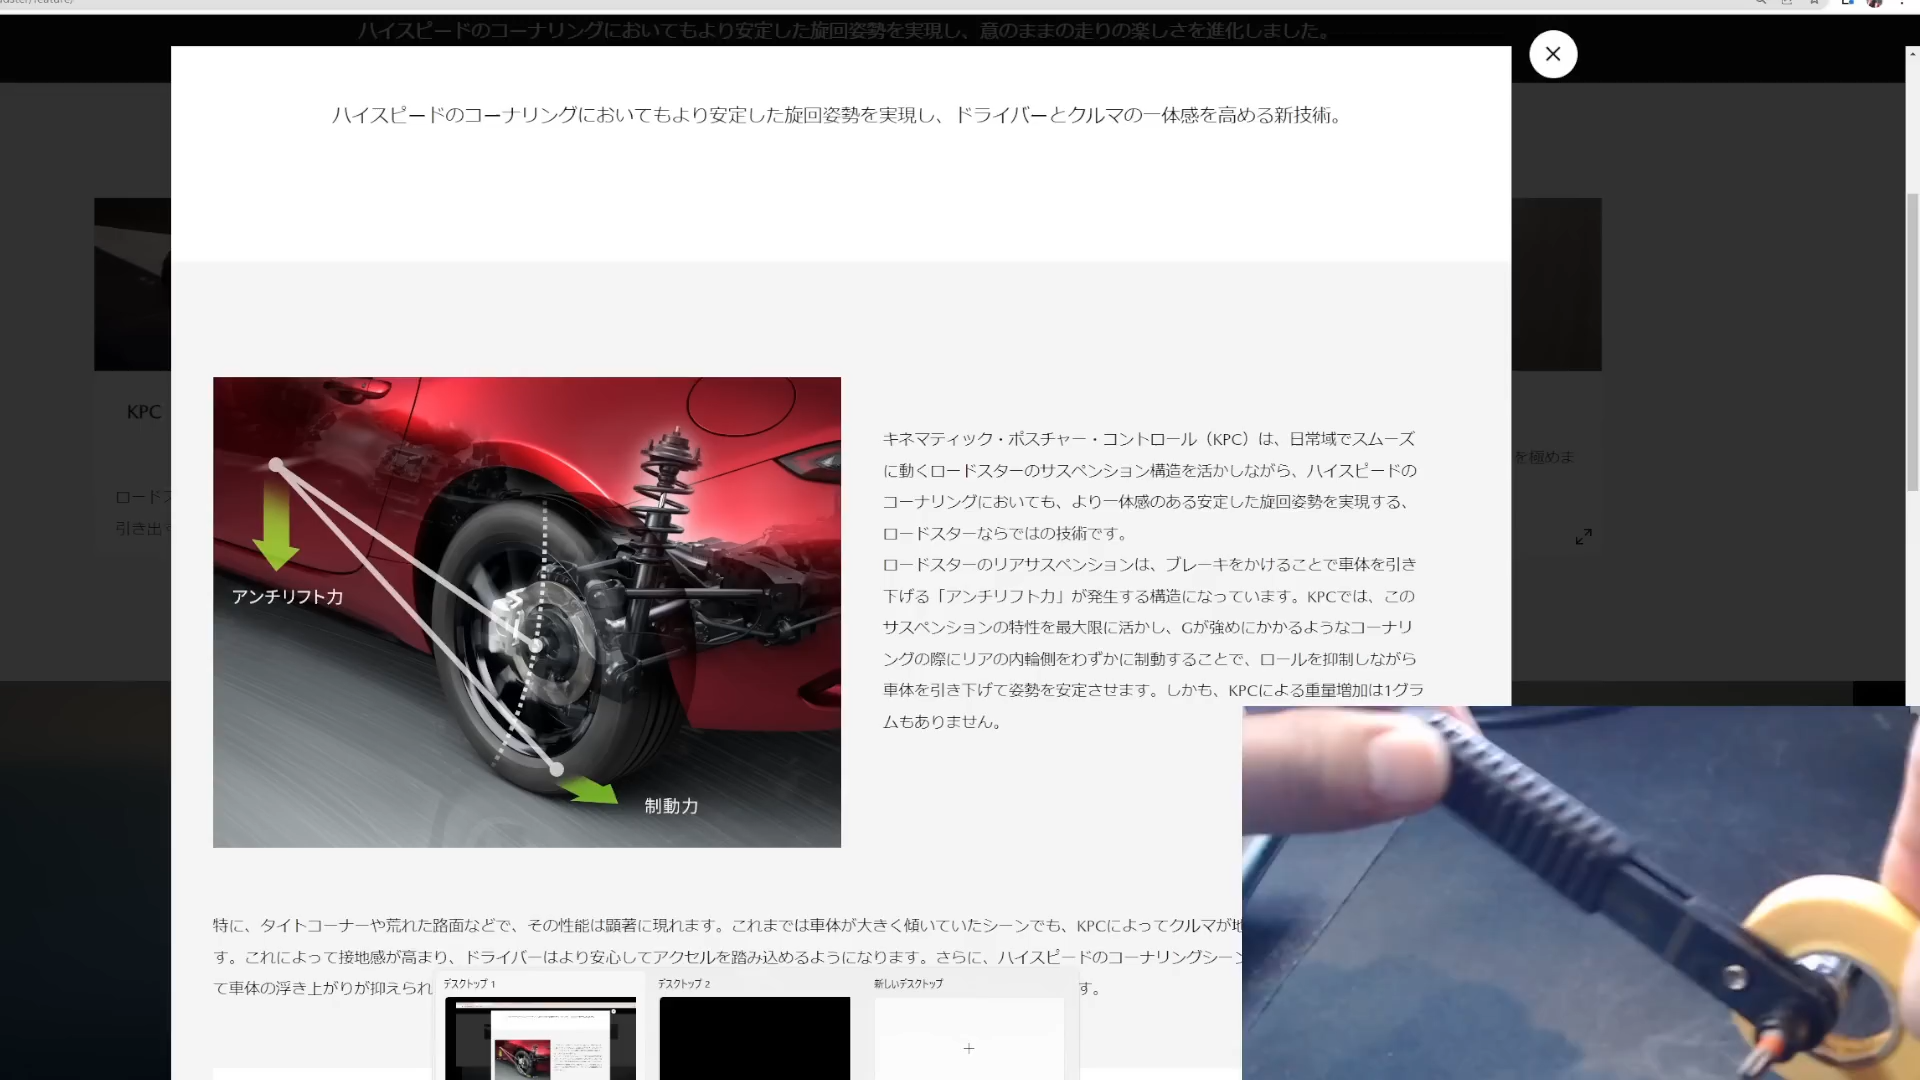 ハイスピードのコーナリングにおいてもより安定した旋回姿勢を実現し、意のままの走りの楽しさを進化しました。
ハイスピードのコーナリングにおいてもより安定した旋回姿勢を実現し、ドライバーとクルマの一体感を高める新技術。
KPC
ロードス
引き出す
を極めま
アンチリフト力
制動力
キネマティック・ポスチャー・コントロール（KPC）は、日常域でスムーズ
に動くロードスターのサスペンション構造を活かしながら、ハイスピードの
コーナリングにおいても、より一体感のある安定した旋回姿勢を実現する、
ロードスターならではの技術です。
ロードスターのリアサスペンションは、ブレーキをかけることで車体を引き
下げる「アンチリフト力」が発生する構造になっています。KPCでは、この
サスペンションの特性を最大限に活かし、Gが強めにかかるようなコーナリ
ングの際にリアの内輪側をわずかに制動することで、ロールを抑制しながら
車体を引き下げて姿勢を安定させます。しかも、KPCによる重量増加は1グラ
ムもありません。
特に、タイトコーナーや荒れた路面などで、その性能は顕著に現れます。これまでは車体が大きく傾いていたシーンでも、KPCによってクルマが地
す。これによって接地感が高まり、ドライバーはより安心してアクセルを踏み込めるようになります。さらに、ハイスピードのコーナリングシーン
て車体の浮き上がりが抑えられ
す。
デスクトップ 1
デスクトップ 2
新しいデスクトップ